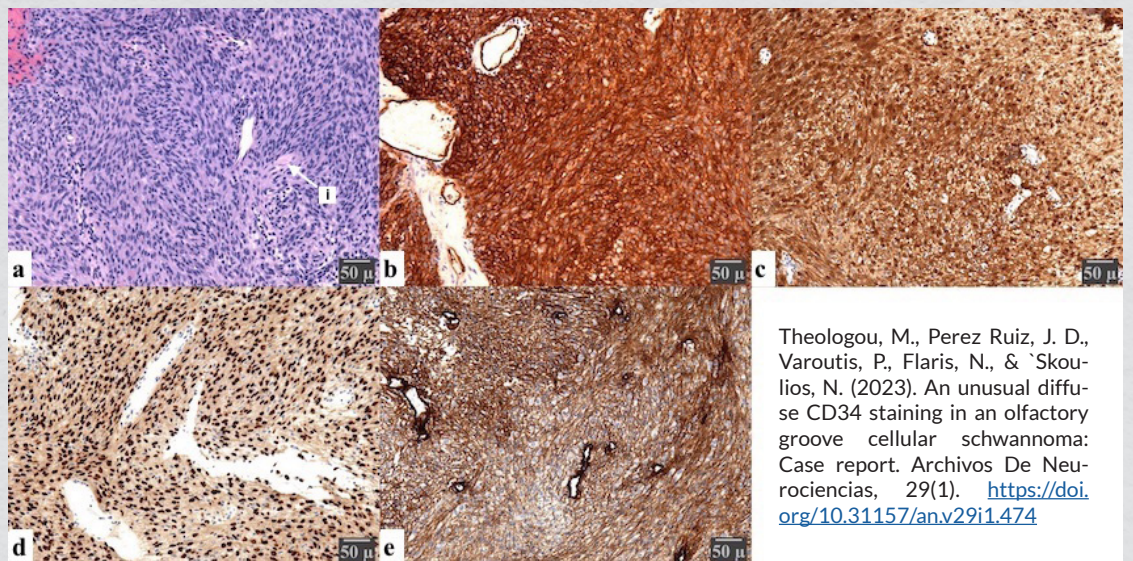 i
a
50 µ
b
50 µ
c
50 µ
d
50 µ
e
50 µ
Theologou, M., Perez Ruiz, J. D.,
Varoutis, P., Flaris, N., & `Skou-
lios, N. (2023). An unusual diffu-
se CD34 staining in an olfactory
groove cellular schwannoma:
Case report. Archivos De Neu-
rociencias, 29(1). https://doi.
org/10.31157/an.v29i1.474